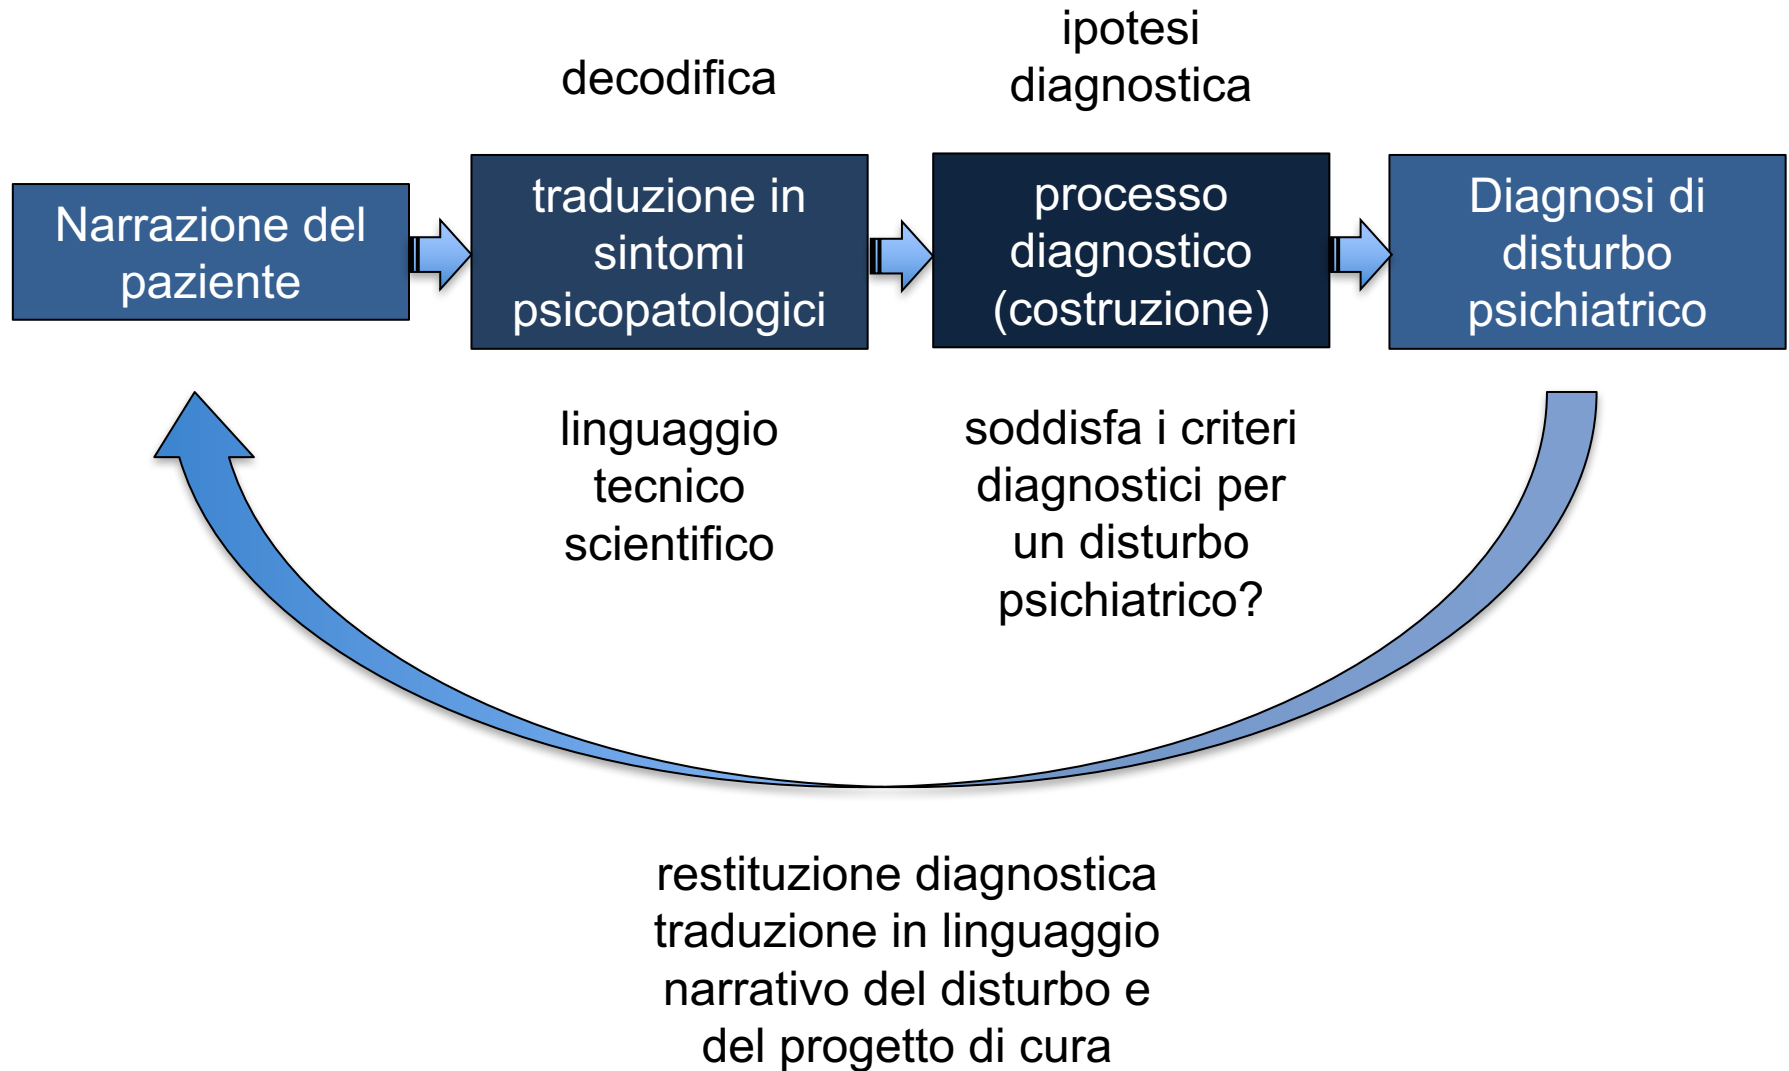 decodifica
ipotesi
diagnostica
Narrazione del
paziente
traduzione in
sintomi
psicopatologici
processo
diagnostico
(costruzione)
Diagnosi di
disturbo
psichiatrico
linguaggio
tecnico
scientifico
soddisfa i criteri
diagnostici per
un disturbo
psichiatrico?
restituzione diagnostica
traduzione in linguaggio
narrativo del disturbo e
del progetto di cura